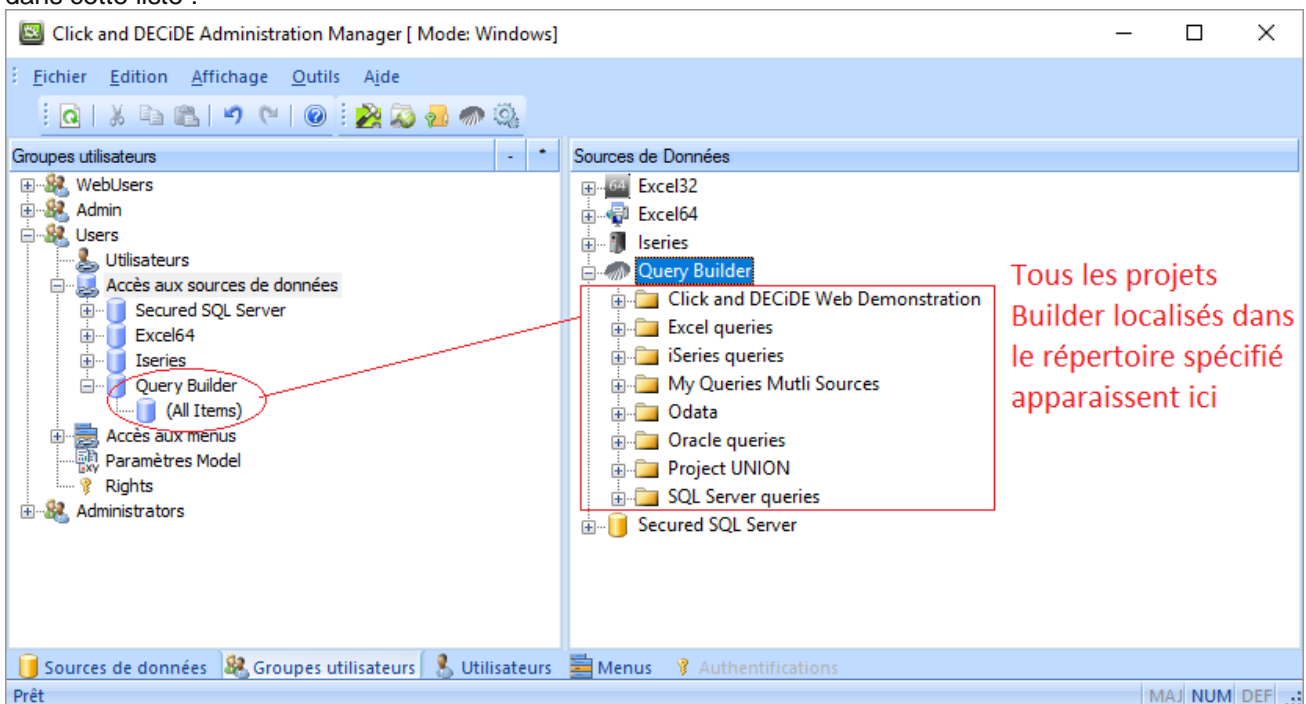 dans cette liste :
Click and DECiDE Administration Manager [ Mode: Windows]
Fichier Edition Affichage Outils Aide
Groupes utilisateurs - *
WebUsers
Admin
Users
Utilisateurs
Accès aux sources de données
Secured SQL Server
Excel64
Iseries
Query Builder
(All Items)
Accès aux menus
Paramètres Model
Rights
Administrators
Sources de Données
64 Excel32
Excel64
Iseries
Query Builder
Click and DECiDE Web Demonstration
Excel queries
iSeries queries
My Queries Mutli Sources
Odata
Oracle queries
Project UNION
SQL Server queries
Secured SQL Server
Tous les projets
Builder localisés dans
le répertoire spécifié
apparaissent ici
Sources de données Groupes utilisateurs Utilisateurs Menus Authentifications
Prêt MAJ NUM DEF